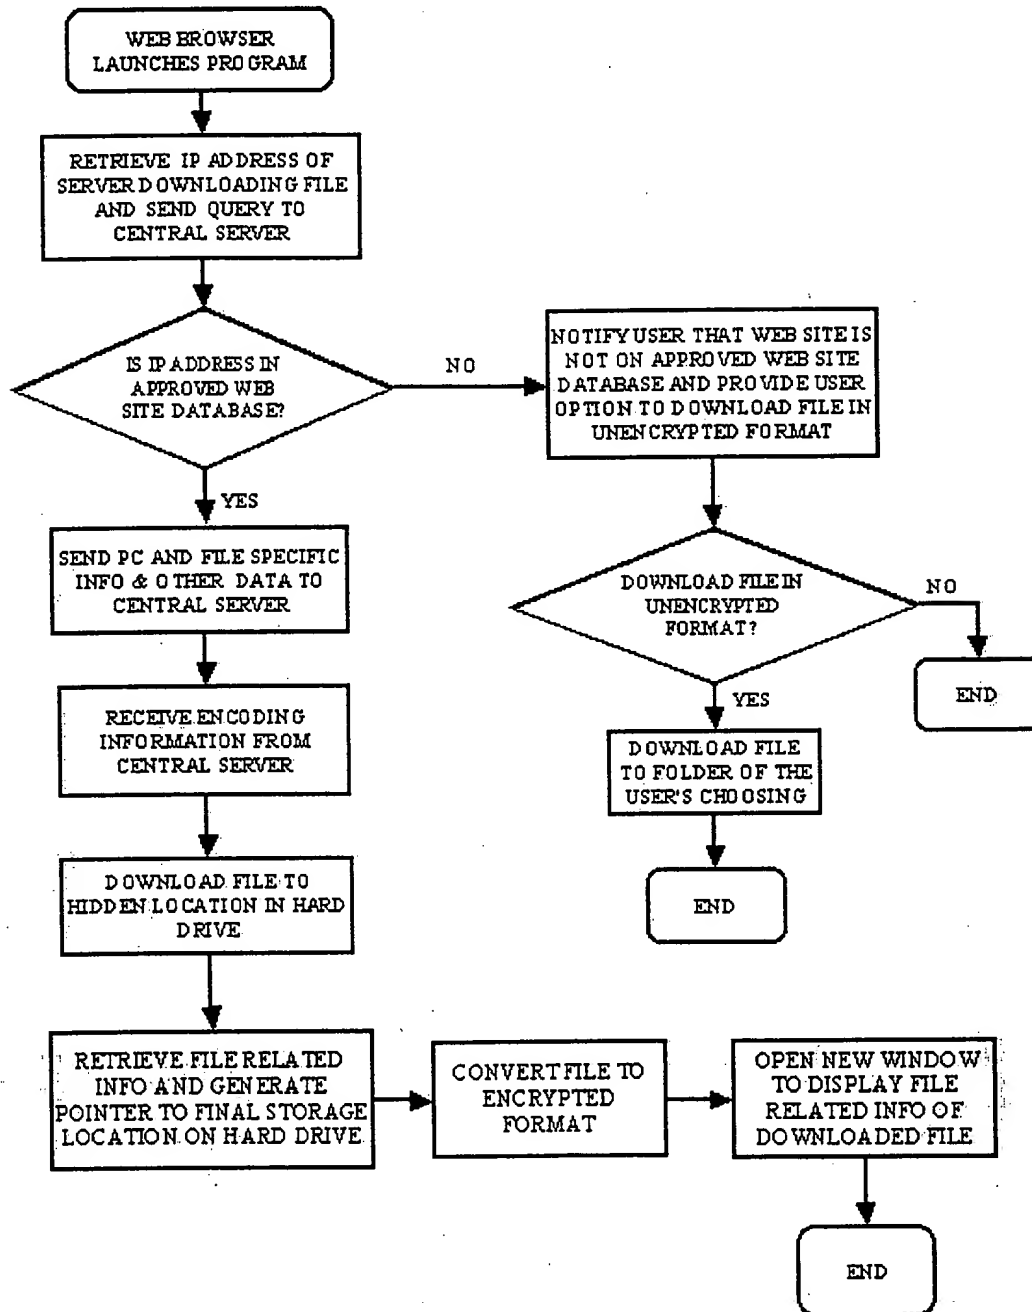 WEB BROWSER
LAUNCHES PROGRAM
RETRIEVE IP ADDRESS OF
SERVER DOWNLOADING FILE
AND SEND QUERY TO
CENTRAL SERVER
IS IP ADDRESS IN
APPROVED WEB
SITE DATABASE?
NO
NOTIFY USER THAT WEB SITE IS
NOT ON APPROVED WEB SITE
DATABASE AND PROVIDE USER
OPTION TO DOWNLOAD FILE IN
UNENCRYPTED FORMAT
YES
SEND PC AND FILE SPECIFIC
INFO & OTHER DATA TO
CENTRAL SERVER
DOWNLOAD FILE IN
UNENCRYPTED
FORMAT?
NO
END
YES
RECEIVE ENCODING
INFORMATION FROM
CENTRAL SERVER
DOWNLOAD FILE
TO FOLDER OF THE
USER'S CHOOSING
END
DOWNLOAD FILE TO
HIDDEN LOCATION IN HARD
DRIVE
RETRIEVE FILE RELATED
INFO AND GENERATE
POINTER TO FINAL STORAGE
LOCATION ON HARD DRIVE
CONVERT FILE TO
ENCRYPTED
FORMAT
OPEN NEW WINDOW
TO DISPLAY FILE
RELATED INFO OF
DOWNLOADED FILE
END